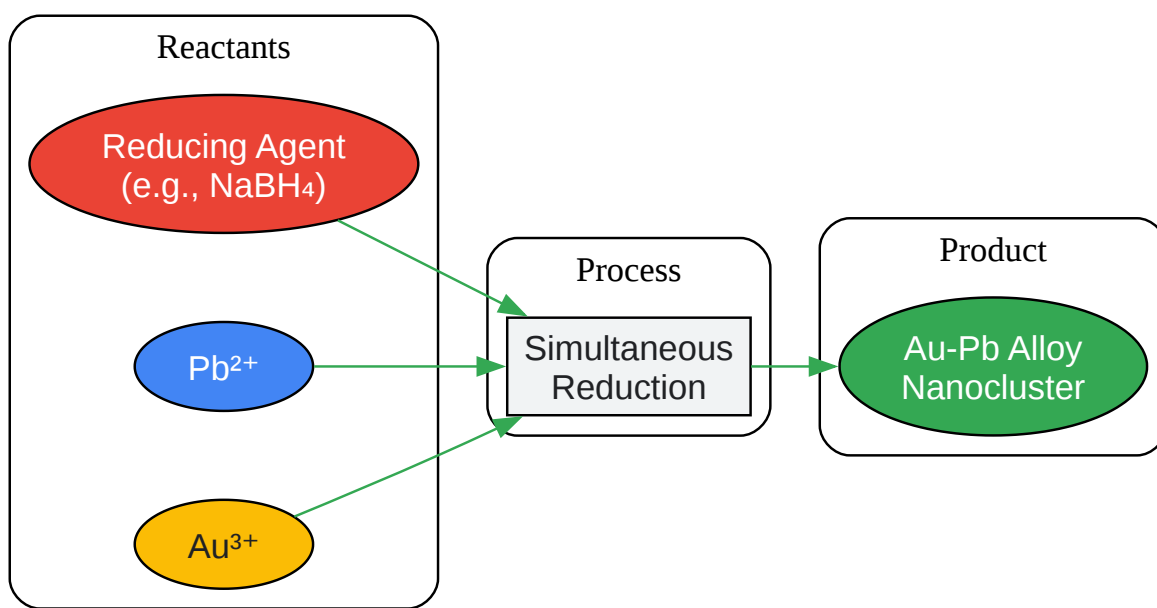 Reactants
Reducing Agent
(e.g., NaBH₄)
Pb²⁺
Au³⁺
Process
Simultaneous
Reduction
Product
Au-Pb Alloy
Nanocluster